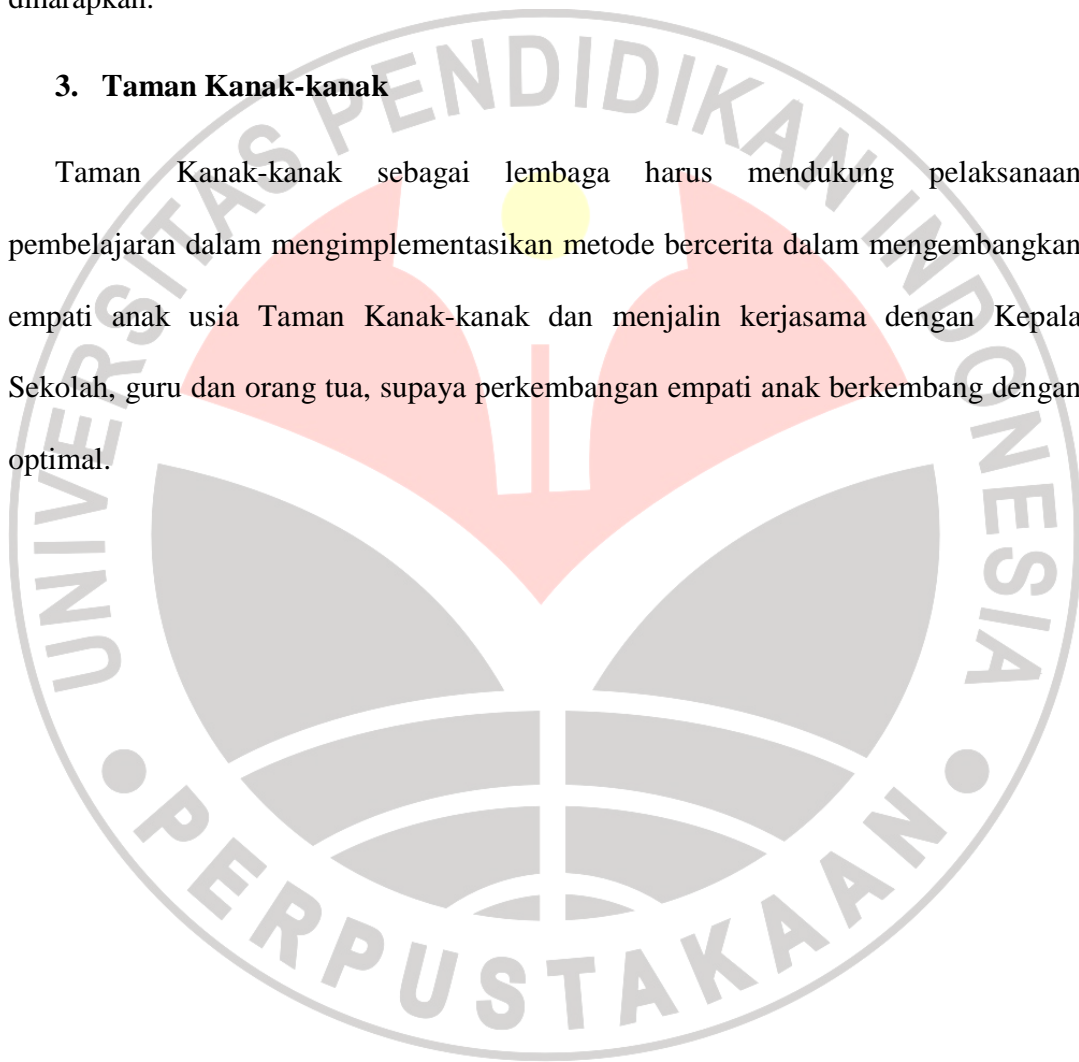 diharapkan.
3. Taman Kanak-kanak
Taman Kanak-kanak sebagai lembaga harus mendukung pelaksanaan
pembelajaran dalam mengimplementasikan metode bercerita dalam mengembangkan
empati anak usia Taman Kanak-kanak dan menjalin kerjasama dengan Kepala
Sekolah, guru dan orang tua, supaya perkembangan empati anak berkembang dengan
optimal.
UNIVERSITAS PENDIDIKAN INDONESIA
PERPUSTAKAAN